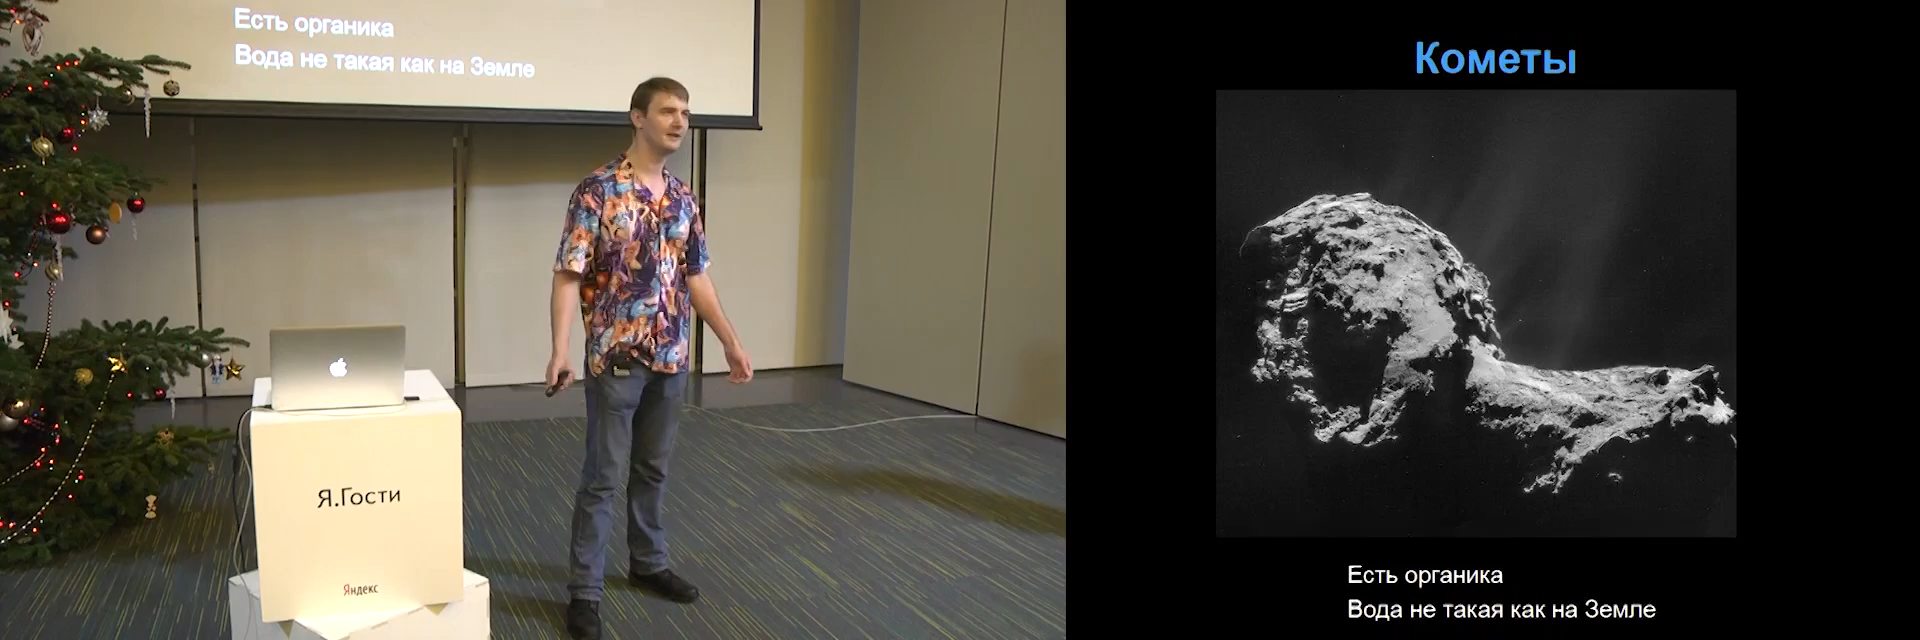 Есть органика
Вода не такая как на Земле
Я.Гости
Яндекс
Кометы
Есть органика
Вода не такая как на Земле